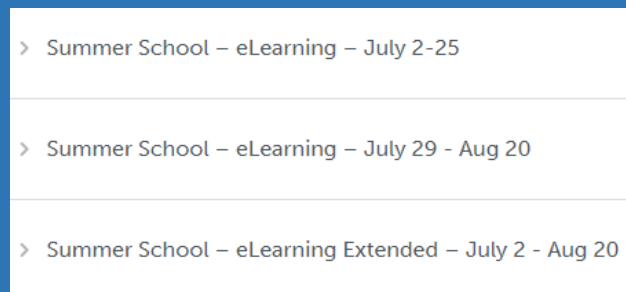 Summer School – eLearning – July 2-25
Summer School – eLearning – July 29 - Aug 20
Summer School – eLearning Extended – July 2 - Aug 20